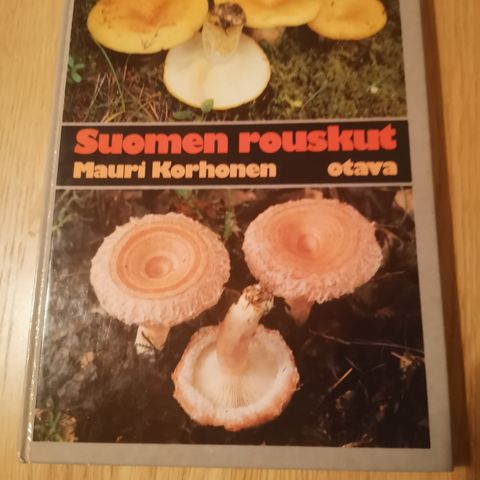 Suomen rouskut
Mauri Korhonen otava